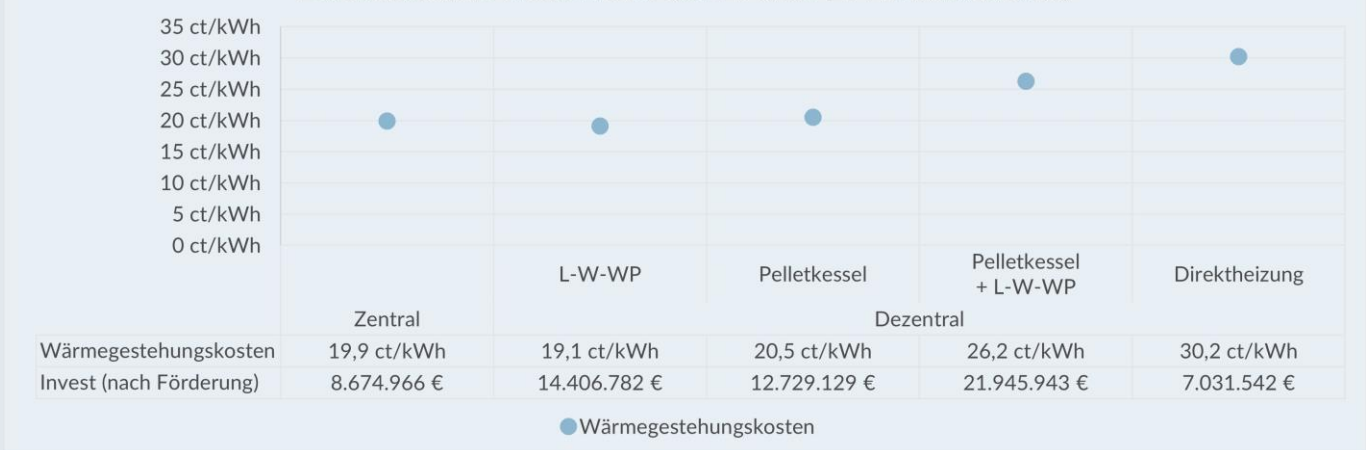 35 ct/kWh
30 ct/kWh
25 ct/kWh
20 ct/kWh
15 ct/kWh
10 ct/kWh
5 ct/kWh
0 ct/kWh
L-W-WP
Pelletkessel
Pelletkessel
+ L-W-WP
Direktheizung
Zentral
Dezentral
Wärmegestehungskosten 19,9 ct/kWh 19,1 ct/kWh 20,5 ct/kWh 26,2 ct/kWh 30,2 ct/kWh
Invest (nach Förderung) 8.674.966 € 14.406.782 € 12.729.129 € 21.945.943 € 7.031.542 €
Wärmegestehungskosten